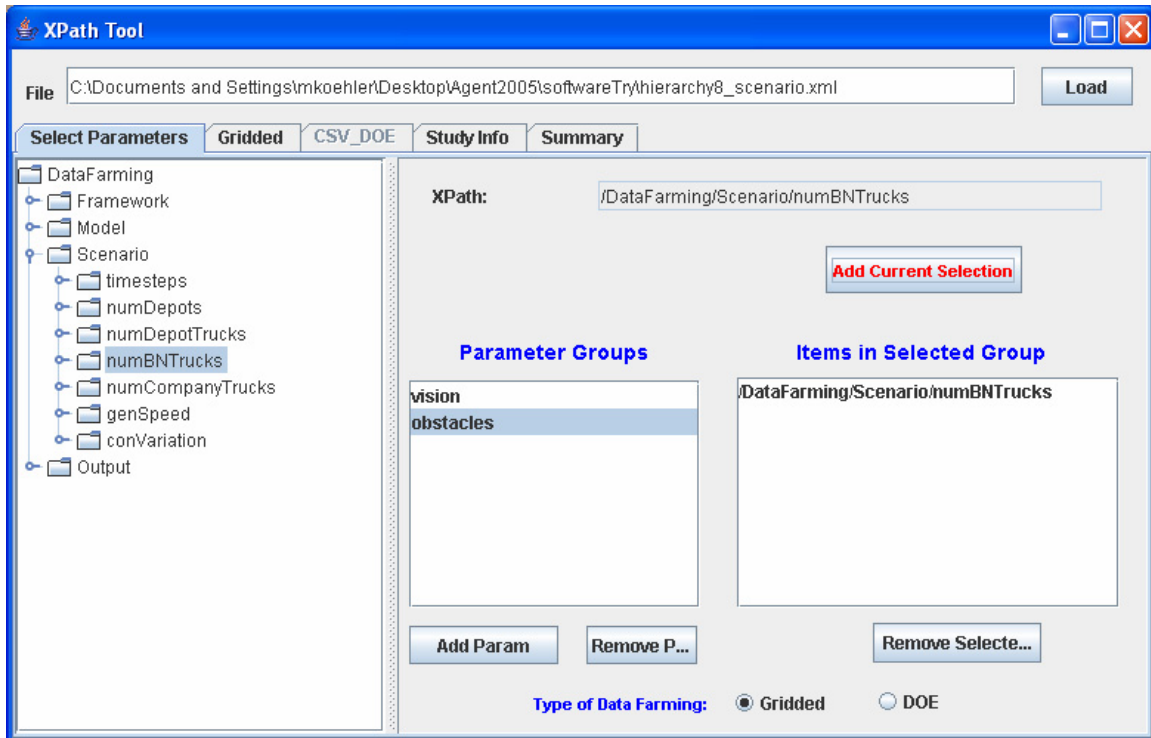 XPath Tool
File C:\Documents and Settings\mkoehler\Desktop\Agent2005\softwareTry\hierarchy8_scenario.xml Load
Select Parameters Gridded CSV_DOE Study Info Summary
DataFarming
Framework
Model
Scenario
timesteps
numDepots
numDepotTrucks
numBNTrucks
numCompanyTrucks
genSpeed
conVariation
Output
XPath: /DataFarming/Scenario/numBNTrucks
Add Current Selection
Parameter Groups Items in Selected Group
vision /DataFarming/Scenario/numBNTrucks
obstacles
Add Param Remove P... Remove Selecte...
Type of Data Farming: Gridded DOE